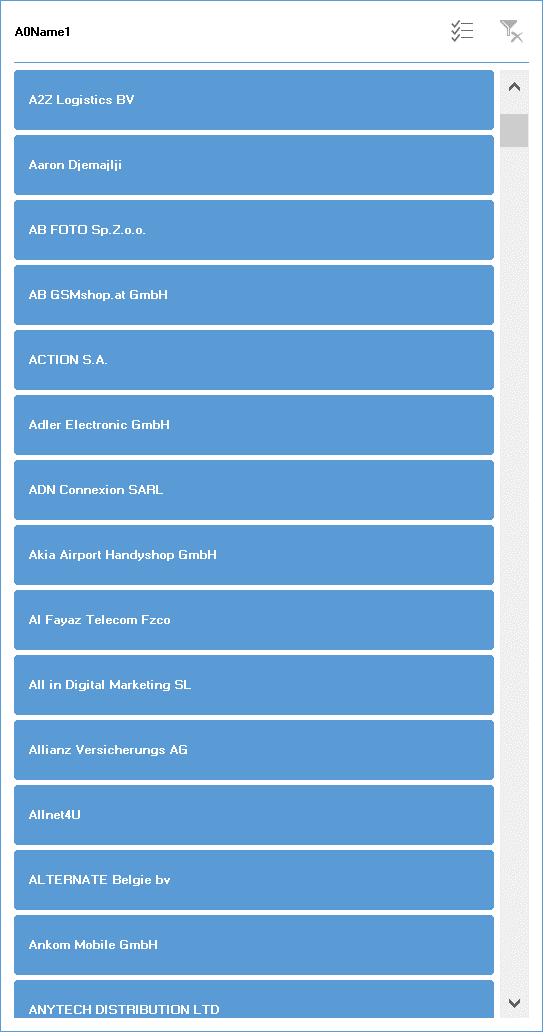 A0Name1
A2Z Logistics BV
Aaron Djemajlji
AB FOTO Sp.Z.o.o.
AB GSMshop.at GmbH
ACTION S.A.
Adler Electronic GmbH
ADN Connexion SARL
Akia Airport Handyshop GmbH
Al Fayaz Telecom Fzco
All in Digital Marketing SL
Allianz Versicherungs AG
Allnet4U
ALTERNATE Belgie bv
Ankom Mobile GmbH
ANYTECH DISTRIBUTION LTD